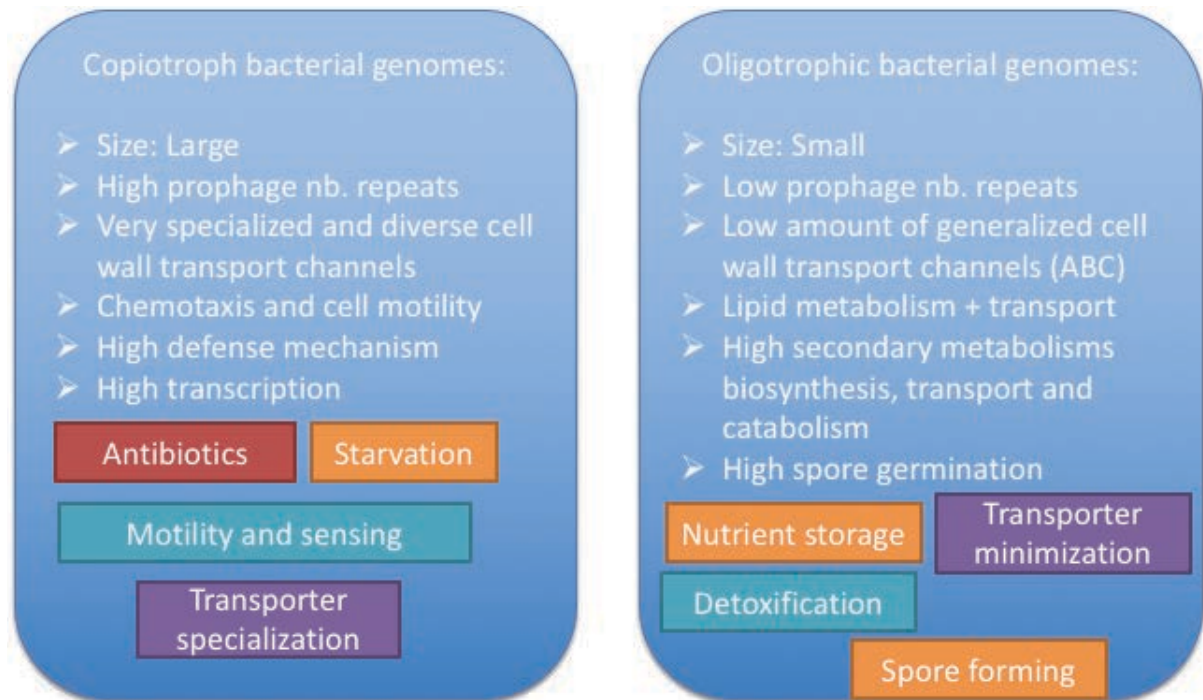 Copiotroph bacterial genomes:
➢ Size: Large
➢ High prophage nb. repeats
➢ Very specialized and diverse cell
wall transport channels
➢ Chemotaxis and cell motility
➢ High defense mechanism
➢ High transcription
Antibiotics
Starvation
Motility and sensing
Transporter
specialization
Oligotrophic bacterial genomes:
➢ Size: Small
➢ Low prophage nb. repeats
➢ Low amount of generalized cell
wall transport channels (ABC)
➢ Lipid metabolism + transport
➢ High secondary metabolisms
biosynthesis, transport and
catabolism
➢ High spore germination
Nutrient storage
Transporter
minimization
Detoxification
Spore forming